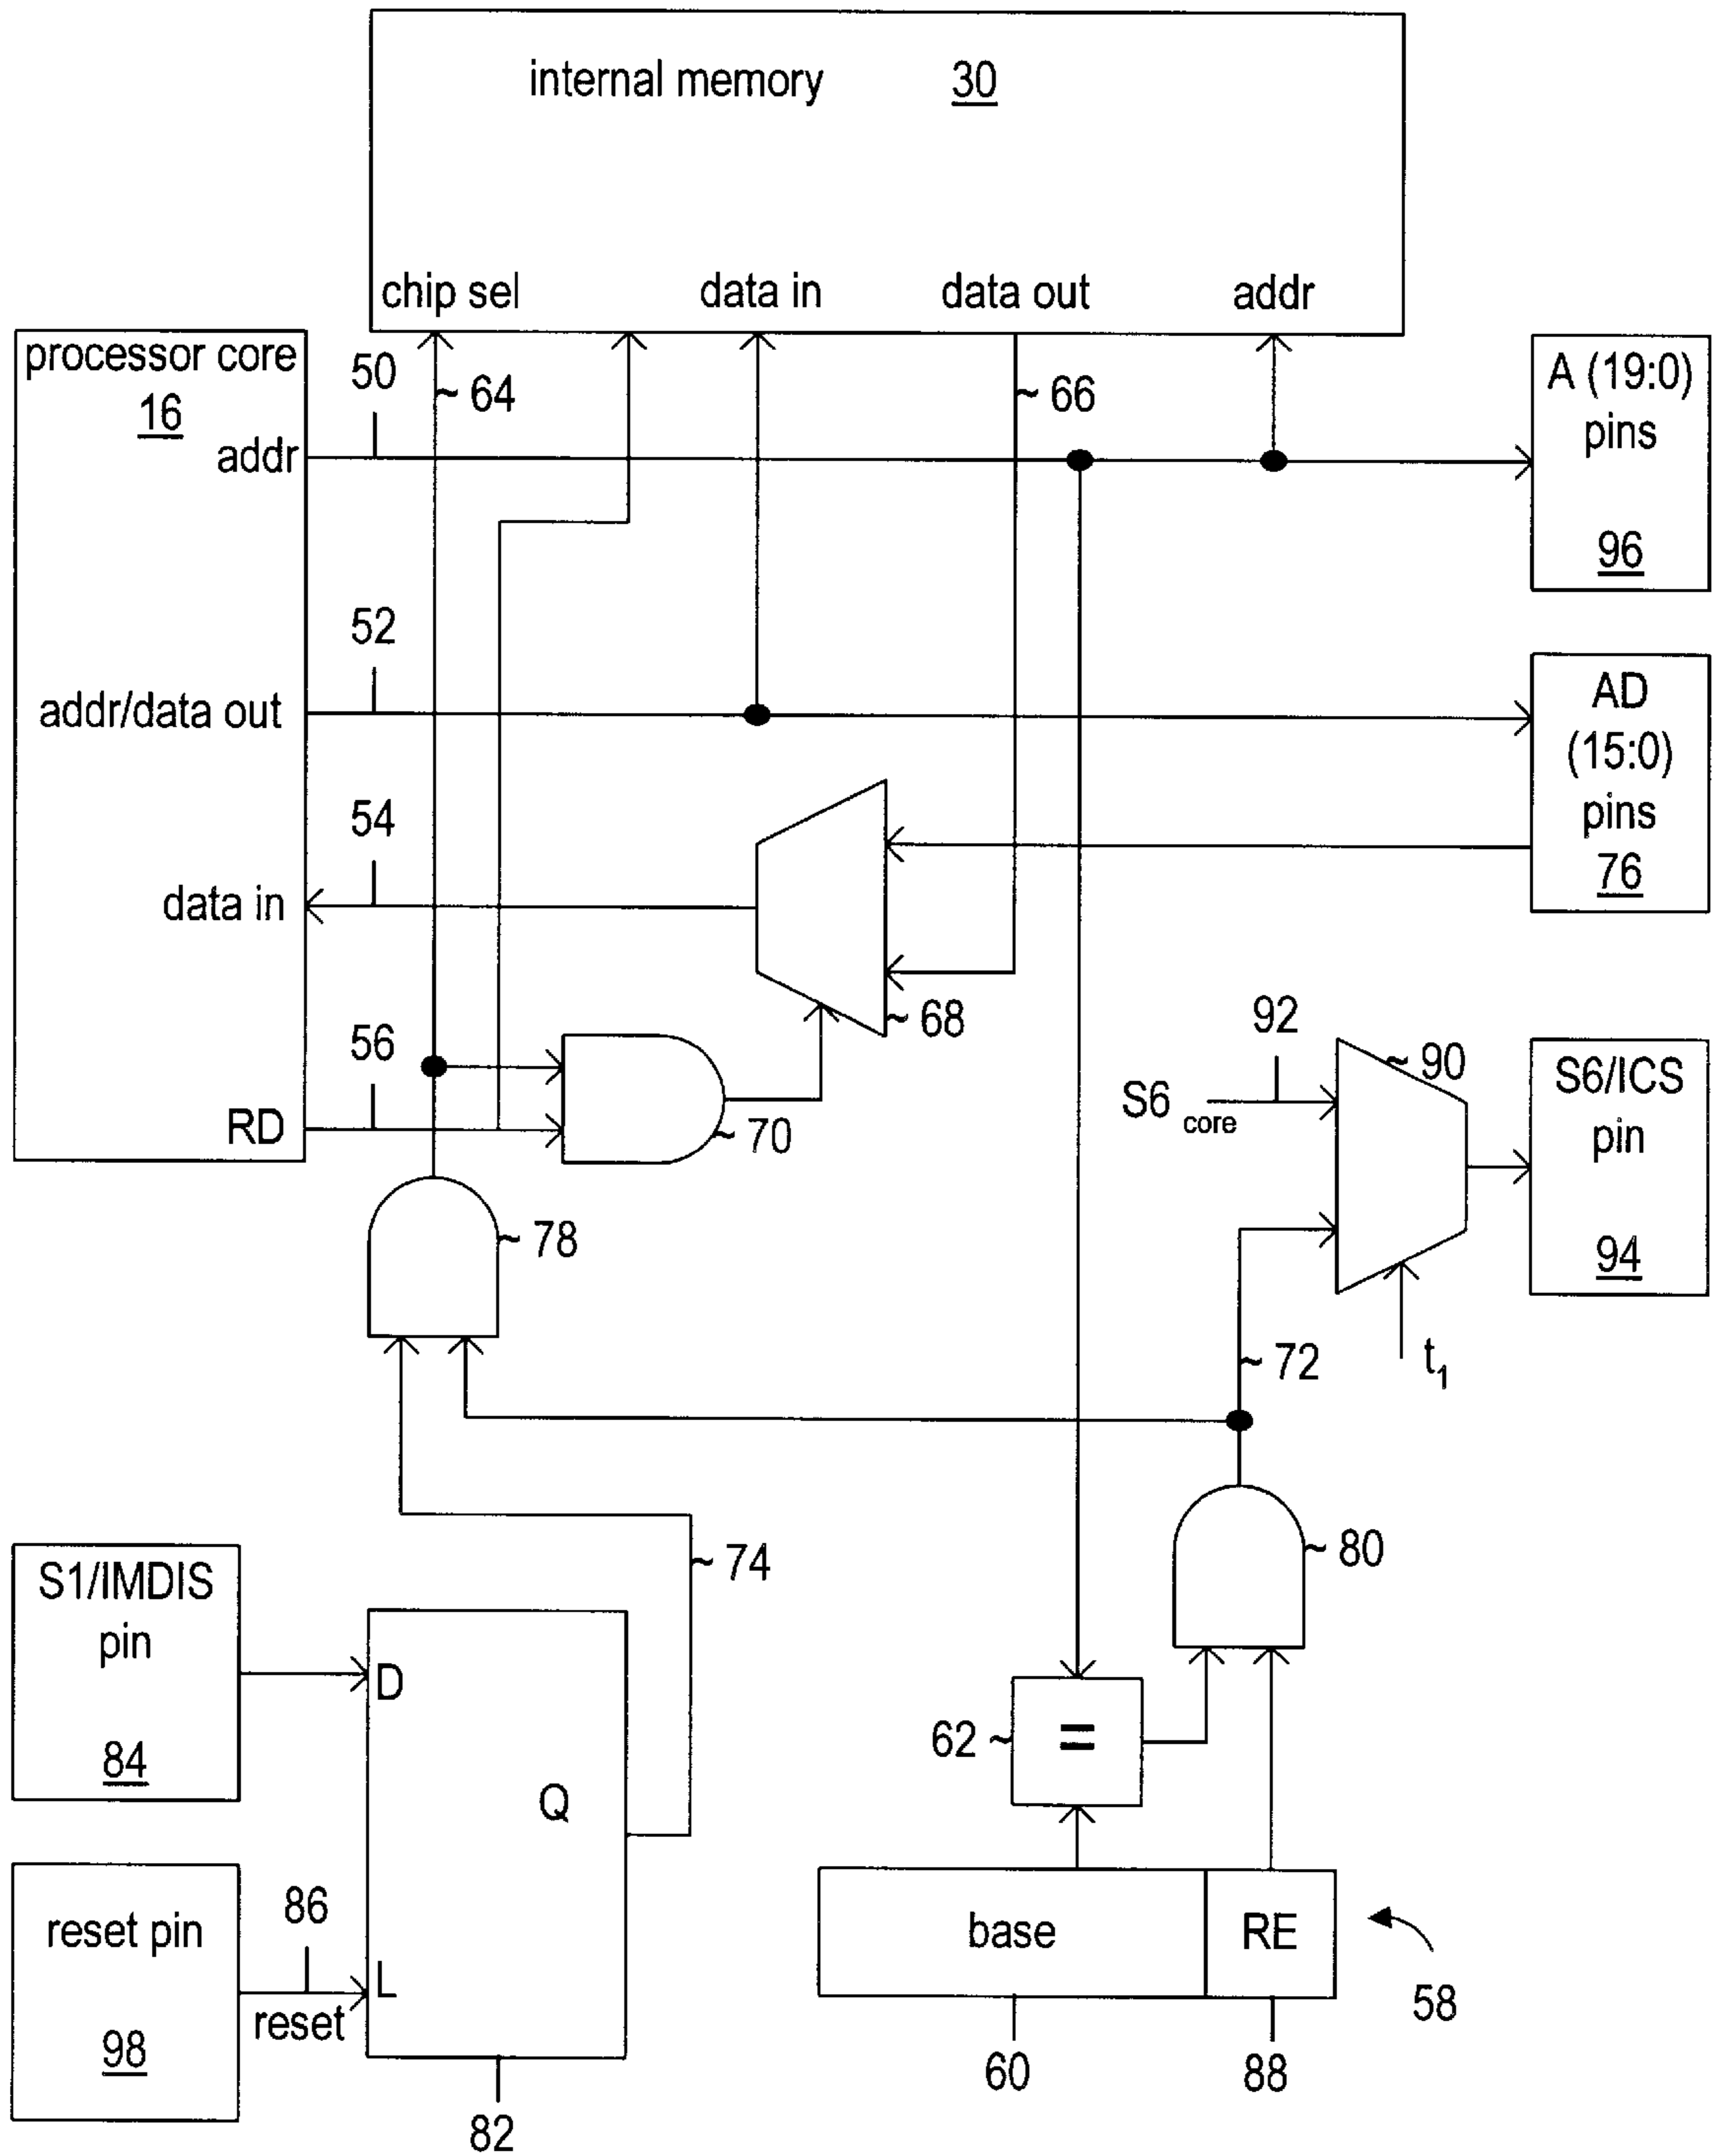 internal memory 30
chip sel
data in
data out
addr
processor core
16
addr
50
64
66
A (19:0)
pins
96
52
addr/data out
AD
(15:0)
pins
76
54
data in
68
56
RD
70
92
S6 core
90
S6/ICS
pin
94
78
72
t1
74
80
S1/IMDIS
pin
84
D
Q
62
=
reset pin
98
86
reset
L
base
RE
58
60
88
82